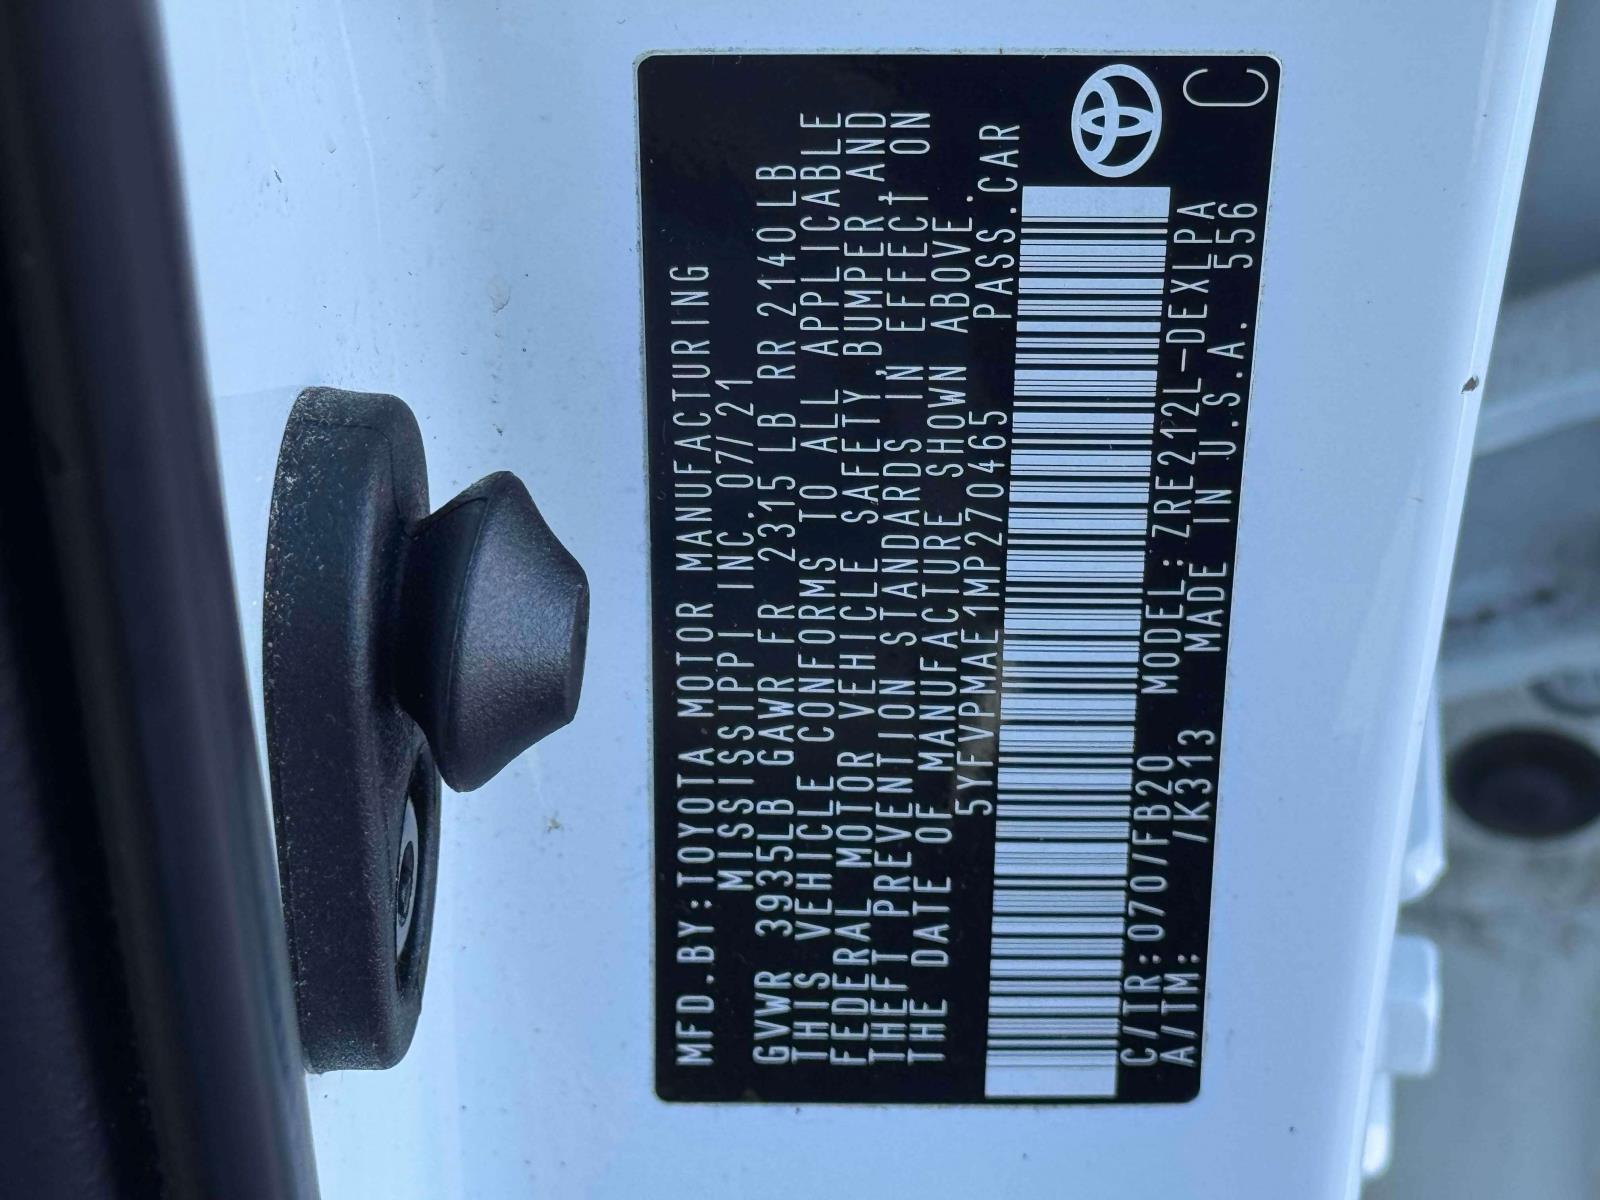 MFD.BY:TOYOTA MOTOR MANUFACTURING
MISSISSIPPI INC. 07/21
GVWR 3935LB GAWR FR 2315 LB RR 2140LB
THIS VEHICLE CONFORMS TO ALL APPLICABLE
FEDERAL MOTOR VEHICLE SAFETY,BUMPER,AND
THEFT PREVENTION STANDARDS IN EFFECT ON
THE DATE OF MANUFACTURE SHOWN ABOVE.
5YFVPMAE1MP270465 PASS.CAR
C/TR:070/FB20 MODEL:ZRE212L-DEXLPA
A/TM: /K313 MADE IN U.S.A. 556
C